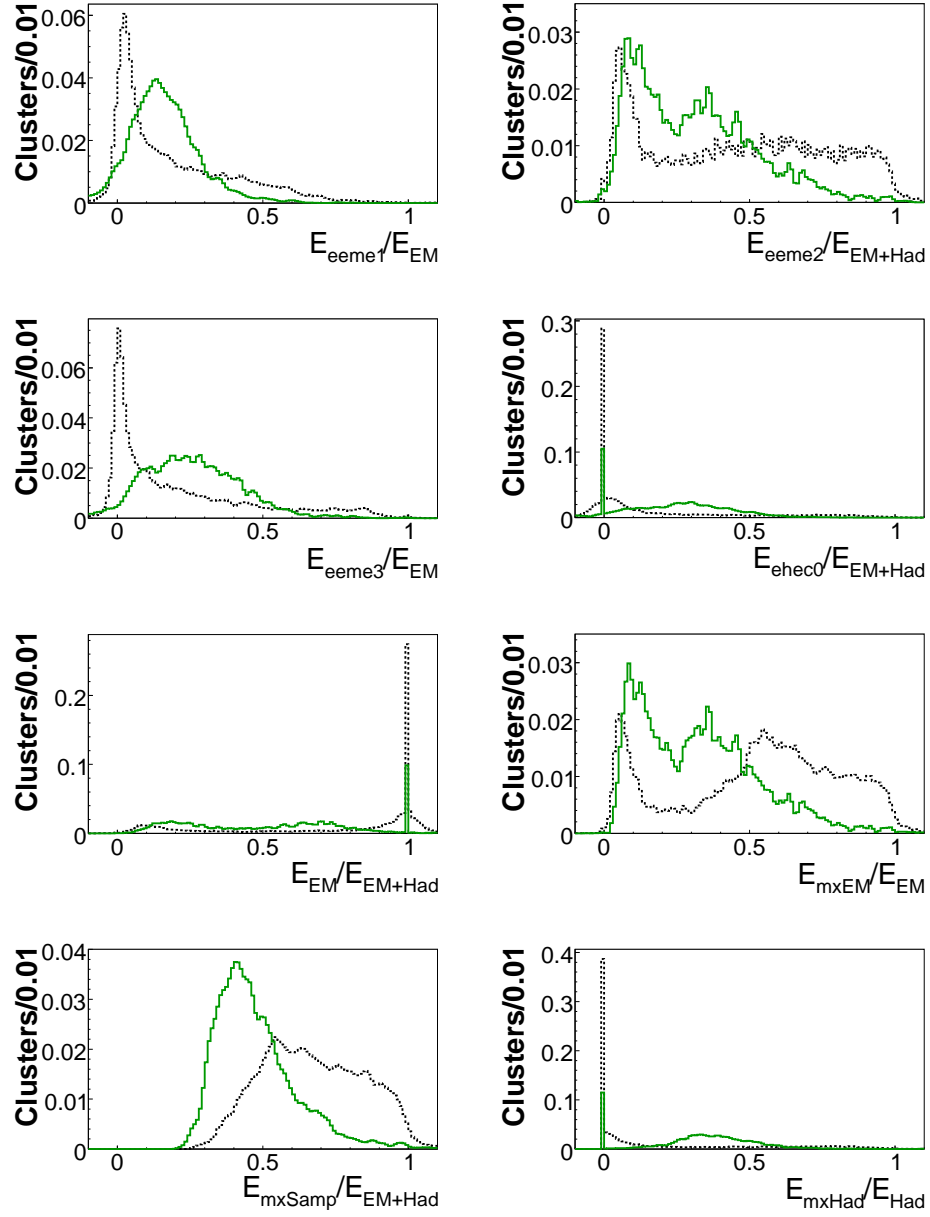 Clusters/0.01
0.06
0.04
0.02
0
0 0.5 1
E_eeme1/E_EM
Clusters/0.01
0.03
0.02
0.01
0
0 0.5 1
E_eeme2/E_EM+Had
Clusters/0.01
0.06
0.04
0.02
0
0 0.5 1
E_eeme3/E_EM
Clusters/0.01
0.3
0.2
0.1
0
0 0.5 1
E_ehec0/E_EM+Had
Clusters/0.01
0.2
0.1
0
0 0.5 1
E_EM/E_EM+Had
Clusters/0.01
0.03
0.02
0.01
0
0 0.5 1
E_mxEM/E_EM
Clusters/0.01
0.04
0.03
0.02
0.01
0
0 0.5 1
E_mxSamp/E_EM+Had
Clusters/0.01
0.4
0.3
0.2
0.1
0
0 0.5 1
E_mxHad/E_Had